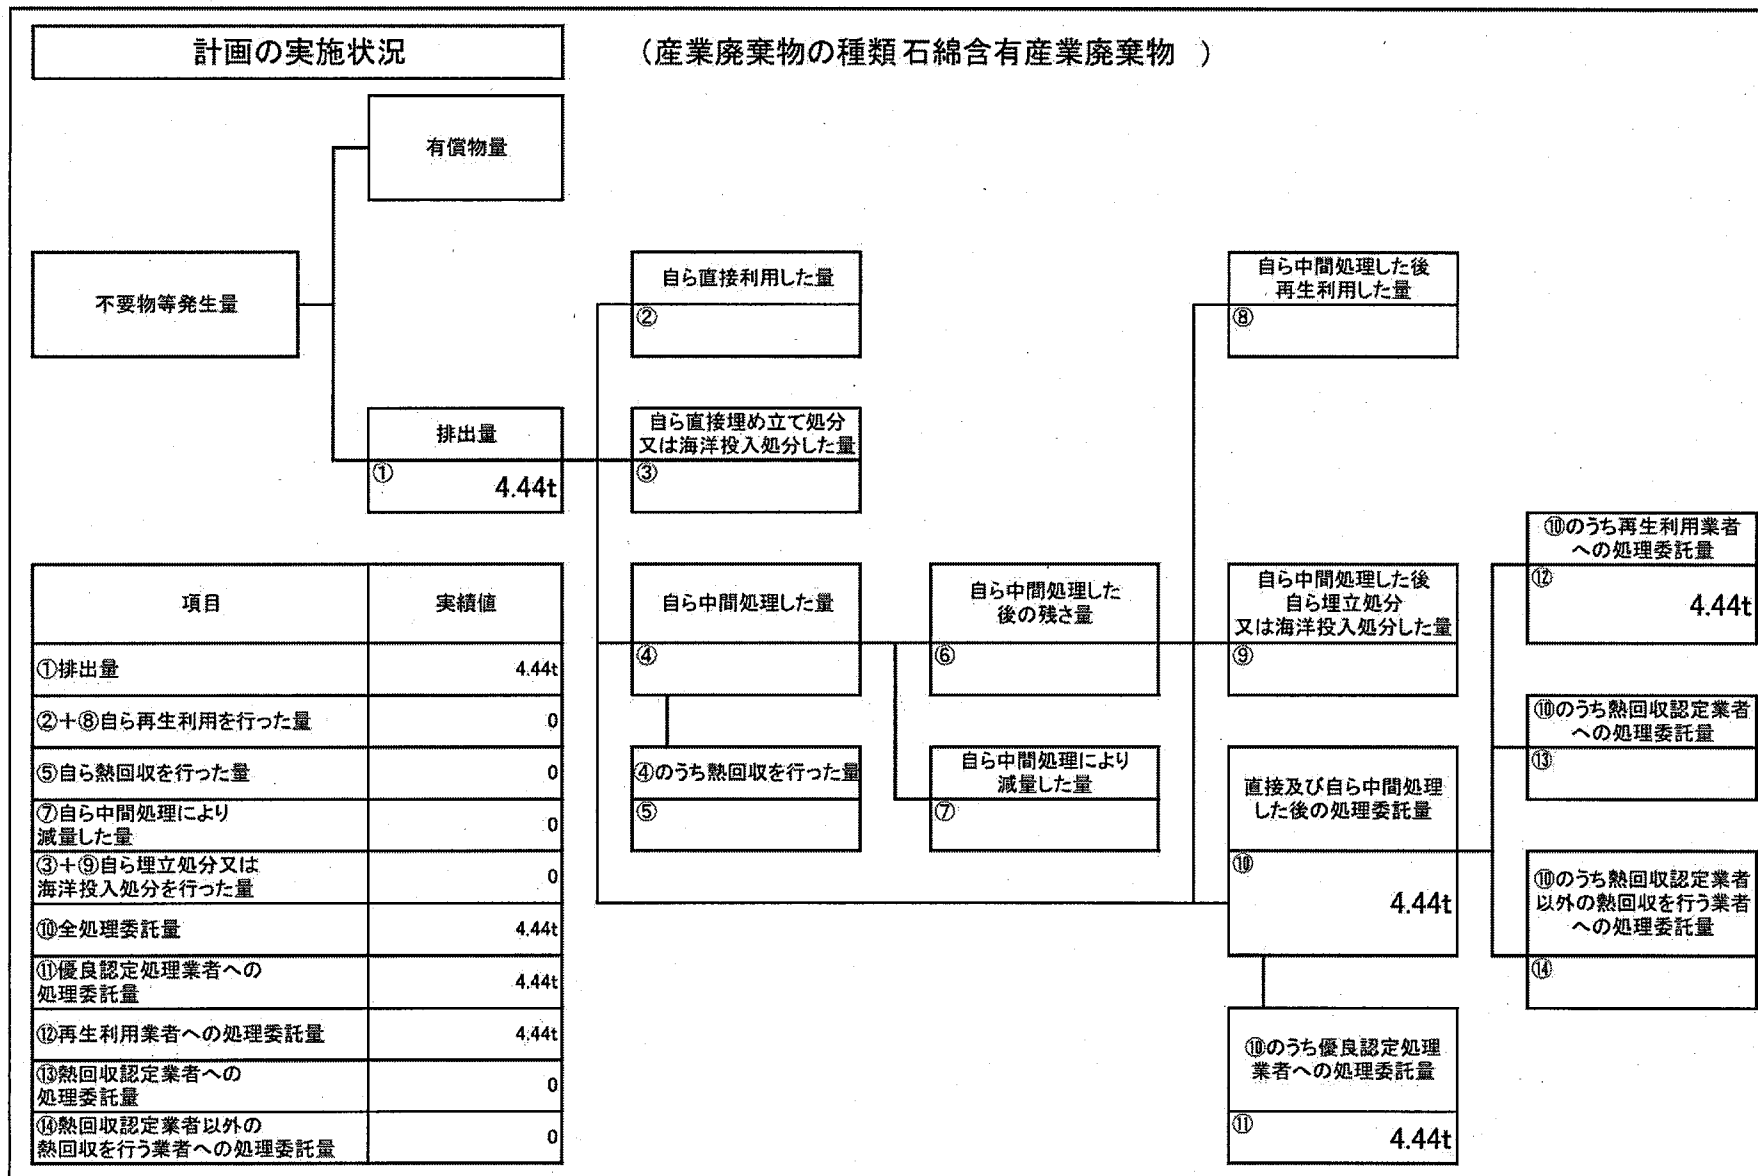 計画の実施状況
(産業廃棄物の種類 石綿含有産業廃棄物 )
有償物量
不要物等発生量
自ら直接利用した量
②
自ら中間処理した後
再生利用した量
⑧
排出量
①
4.44t
自ら直接埋め立て処分
又は海洋投入処分した量
③
⑩のうち再生利用業者
への処理委託量
⑫
4.44t
自ら中間処理した量
④
自ら中間処理した
後の残さ量
⑥
自ら中間処理した後
自ら埋立処分
又は海洋投入処分した量
⑨
⑩のうち熱回収認定業者
への処理委託量
⑬
④のうち熱回収を行った量
⑤
自ら中間処理により
減量した量
⑦
直接及び自ら中間処理
した後の処理委託量
⑩
4.44t
⑩のうち熱回収認定業者
以外の熱回収を行う業者
への処理委託量
⑭
⑩のうち優良認定処理
業者への処理委託量
⑪
4.44t
項目 実績値
①排出量 4.44t
②+⑧自ら再生利用を行った量 0
⑤自ら熱回収を行った量 0
⑦自ら中間処理により
減量した量 0
③+⑨自ら埋立処分又は
海洋投入処分を行った量 0
⑩全処理委託量 4.44t
⑪優良認定処理業者への
処理委託量 4.44t
⑫再生利用業者への処理委託量 4.44t
⑬熱回収認定業者への
処理委託量 0
⑭熱回収認定業者以外の
熱回収を行う業者への処理委託量 0